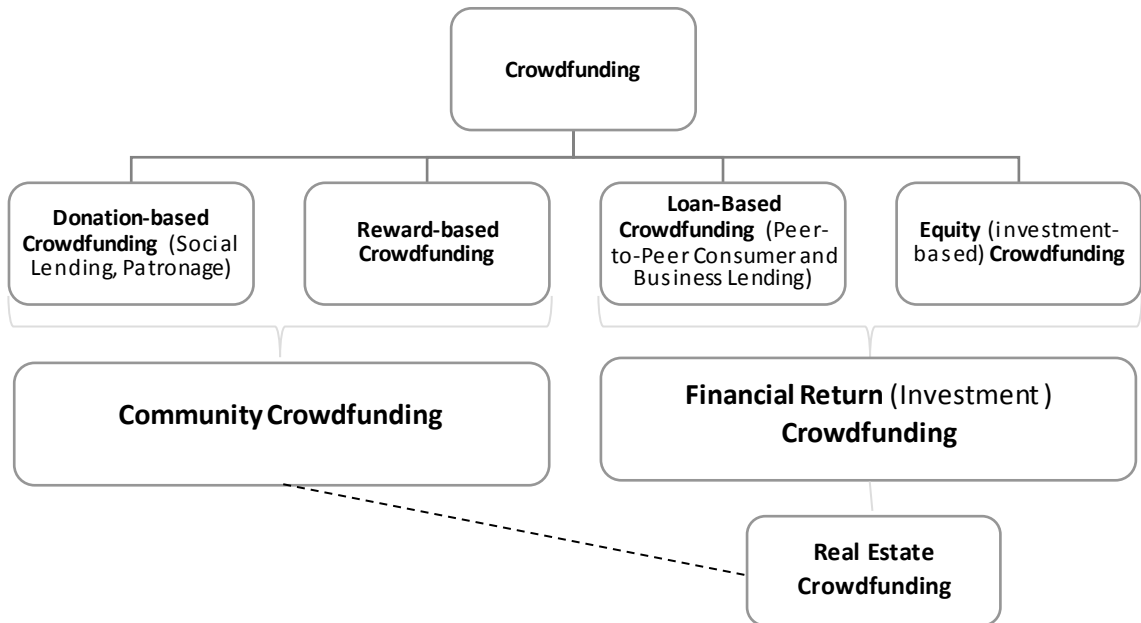 Crowdfunding
Donation-based
Crowdfunding (Social
Lending, Patronage)
Reward-based
Crowdfunding
Loan-Based
Crowdfunding (Peer-
to-Peer Consumer and
Business Lending)
Equity (investment-
based) Crowdfunding
Community Crowdfunding
Financial Return (Investment)
Crowdfunding
Real Estate
Crowdfunding